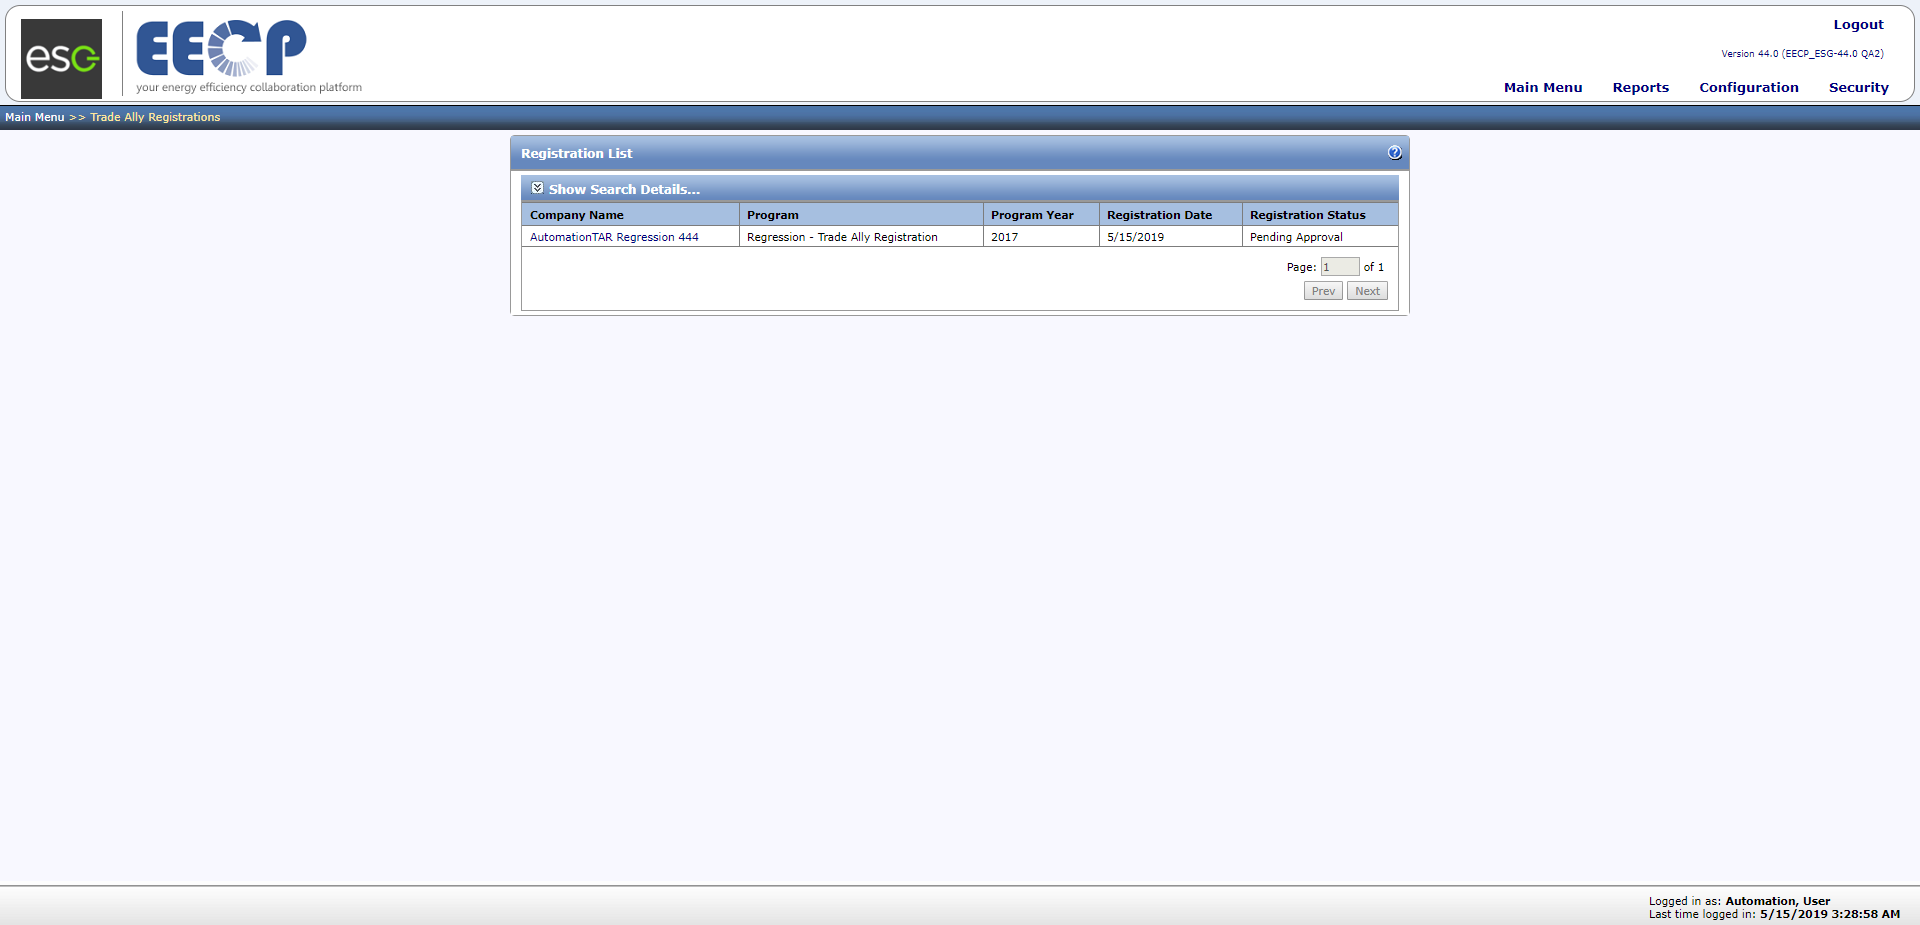 esc
EECP
your energy efficiency collaboration platform
Logout
Version 44.0 (EECP_ESG-44.0 QA2)
Main Menu Reports Configuration Security
Main Menu >> Trade Ally Registrations
Registration List
Show Search Details...
Company Name Program Program Year Registration Date Registration Status
AutomationTAR Regression 444 Regression - Trade Ally Registration 2017 5/15/2019 Pending Approval
Page: 1 of 1
Prev Next
Logged in as: Automation, User
Last time logged in: 5/15/2019 3:28:58 AM